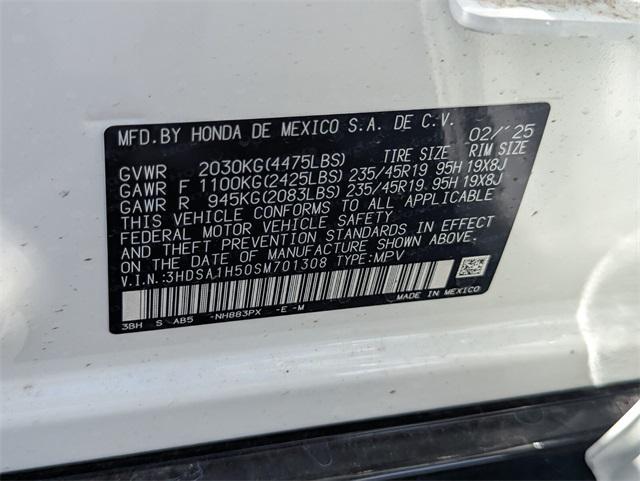 MFD. BY HONDA DE MEXICO S.A. DE C.V. 02/'25
GVWR 2030KG(4475LBS) TIRE SIZE RIM SIZE
GAWR F 1100KG(2425LBS) 235/45R19 95H 19X8J
GAWR R 945KG(2083LBS) 235/45R19 95H 19X8J
THIS VEHICLE CONFORMS TO ALL APPLICABLE
FEDERAL MOTOR VEHICLE SAFETY
AND THEFT PREVENTION STANDARDS IN EFFECT
ON THE DATE OF MANUFACTURE SHOWN ABOVE.
V.I.N.:3HDSA1H50SM701308 TYPE:MPV
MADE IN MEXICO
3BH S AB5 -NH883PX -E -M